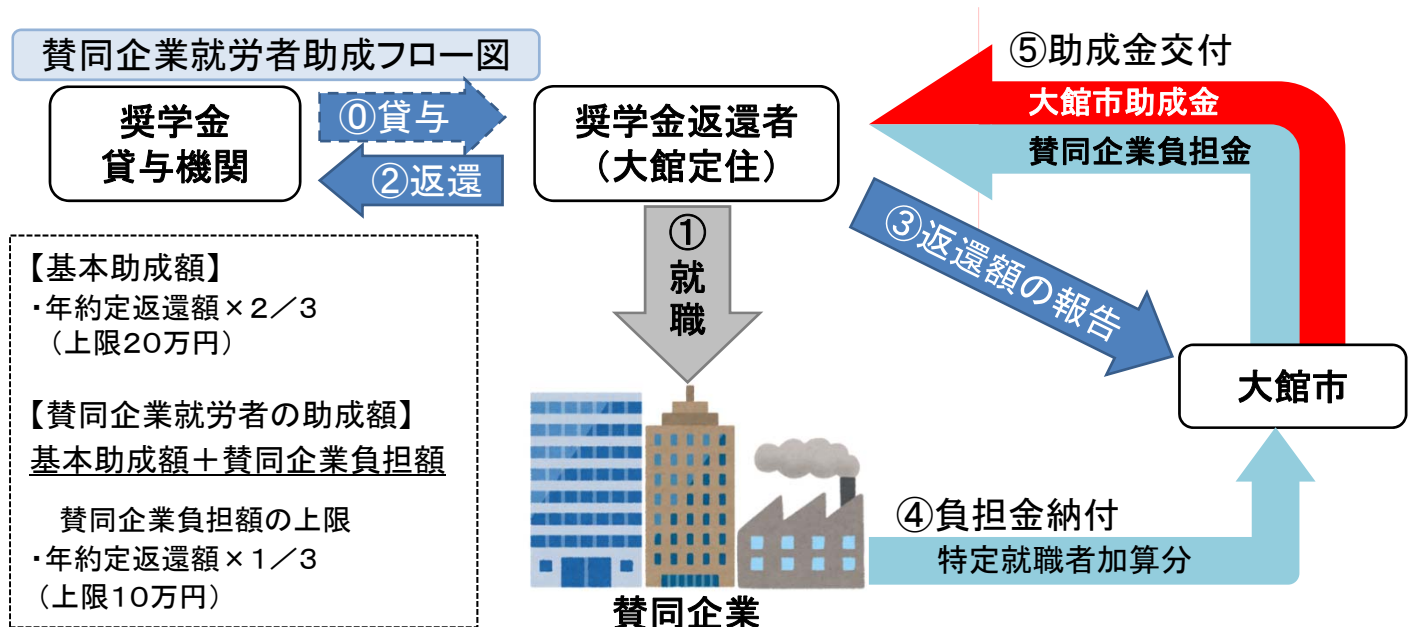 賛同企業就労者助成フロー図
奨学金
貸与機関
⓪貸与
②返還
奨学金返還者
（大館定住）
⑤助成金交付
大館市助成金
賛同企業負担金
①
就
職
③返還額の報告
大館市
【基本助成額】
・年約定返還額×２／３
（上限２０万円）
【賛同企業就労者の助成額】
基本助成額＋賛同企業負担額
賛同企業負担額の上限
・年約定返還額×１／３
（上限１０万円）
④負担金納付
特定就職者加算分
賛同企業